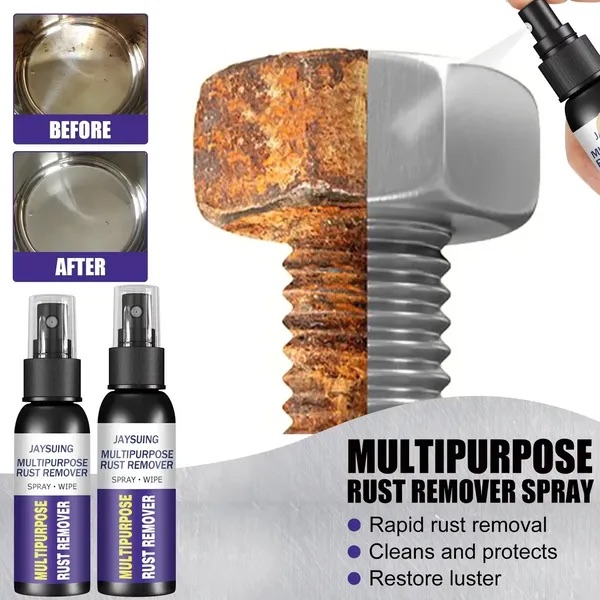 BEFORE
AFTER
JAYSUING
MULTIPURPOSE
RUST REMOVER
SPRAY • WIPE
MULTIPURPOSE
RUST REMOVER
JAYSUING
MULTIPURPOSE
RUST REMOVER
SPRAY • WIPE
MULTIPURPOSE
RUST REMOVER
MULTIPURPOSE
RUST REMOVER SPRAY
• Rapid rust removal
• Cleans and protects
• Restore luster